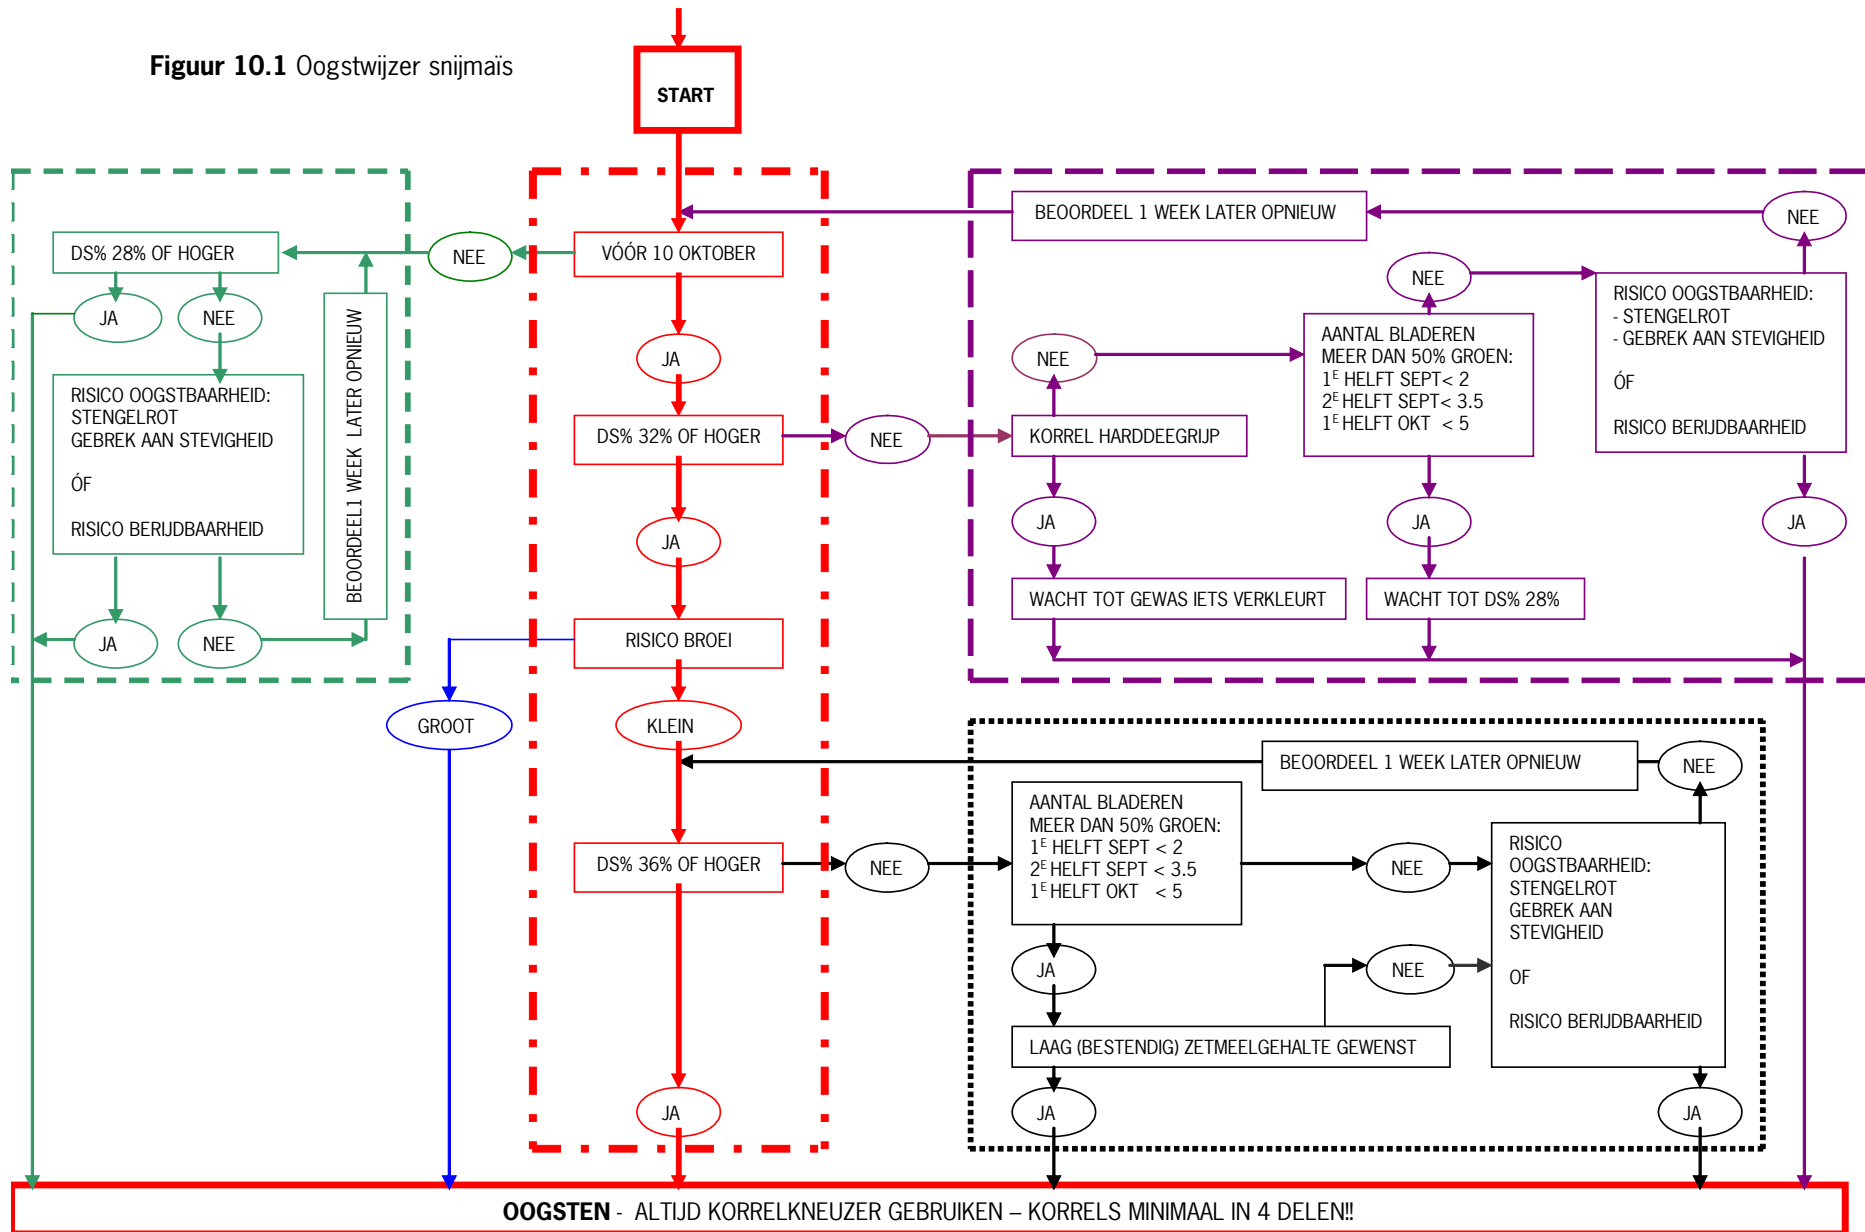 Figuur 10.1 Oogstwijzer snijmaïs
START
BEOORDEEL 1 WEEK LATER OPNIEUW
NEE
DS% 28% OF HOGER
NEE
VÓÓR 10 OKTOBER
NEE
RISICO OOGSTBAARHEID:
- STENGELROT
- GEBREK AAN STEVIGHEID
ÓF
RISICO BERIJDBAARHEID
JA
NEE
BEOORDEEL1 WEEK LATER OPNIEUW
JA
NEE
AANTAL BLADEREN
MEER DAN 50% GROEN:
1E HELFT SEPT< 2
2E HELFT SEPT< 3.5
1E HELFT OKT < 5
RISICO OOGSTBAARHEID:
STENGELROT
GEBREK AAN STEVIGHEID
ÓF
RISICO BERIJDBAARHEID
DS% 32% OF HOGER
NEE
KORREL HARDDEEGRIJP
JA
JA
JA
JA
WACHT TOT GEWAS IETS VERKLEURT
WACHT TOT DS% 28%
JA
NEE
RISICO BROEI
GROOT
KLEIN
BEOORDEEL 1 WEEK LATER OPNIEUW
NEE
AANTAL BLADEREN
MEER DAN 50% GROEN:
1E HELFT SEPT < 2
2E HELFT SEPT < 3.5
1E HELFT OKT < 5
DS% 36% OF HOGER
NEE
NEE
RISICO
OOGSTBAARHEID:
STENGELROT
GEBREK AAN
STEVIGHEID
OF
RISICO BERIJDBAARHEID
JA
NEE
LAAG (BESTENDIG) ZETMEELGEHALTE GEWENST
JA
JA
JA
OOGSTEN - ALTIJD KORRELKNEUZER GEBRUIKEN – KORRELS MINIMAAL IN 4 DELEN!!